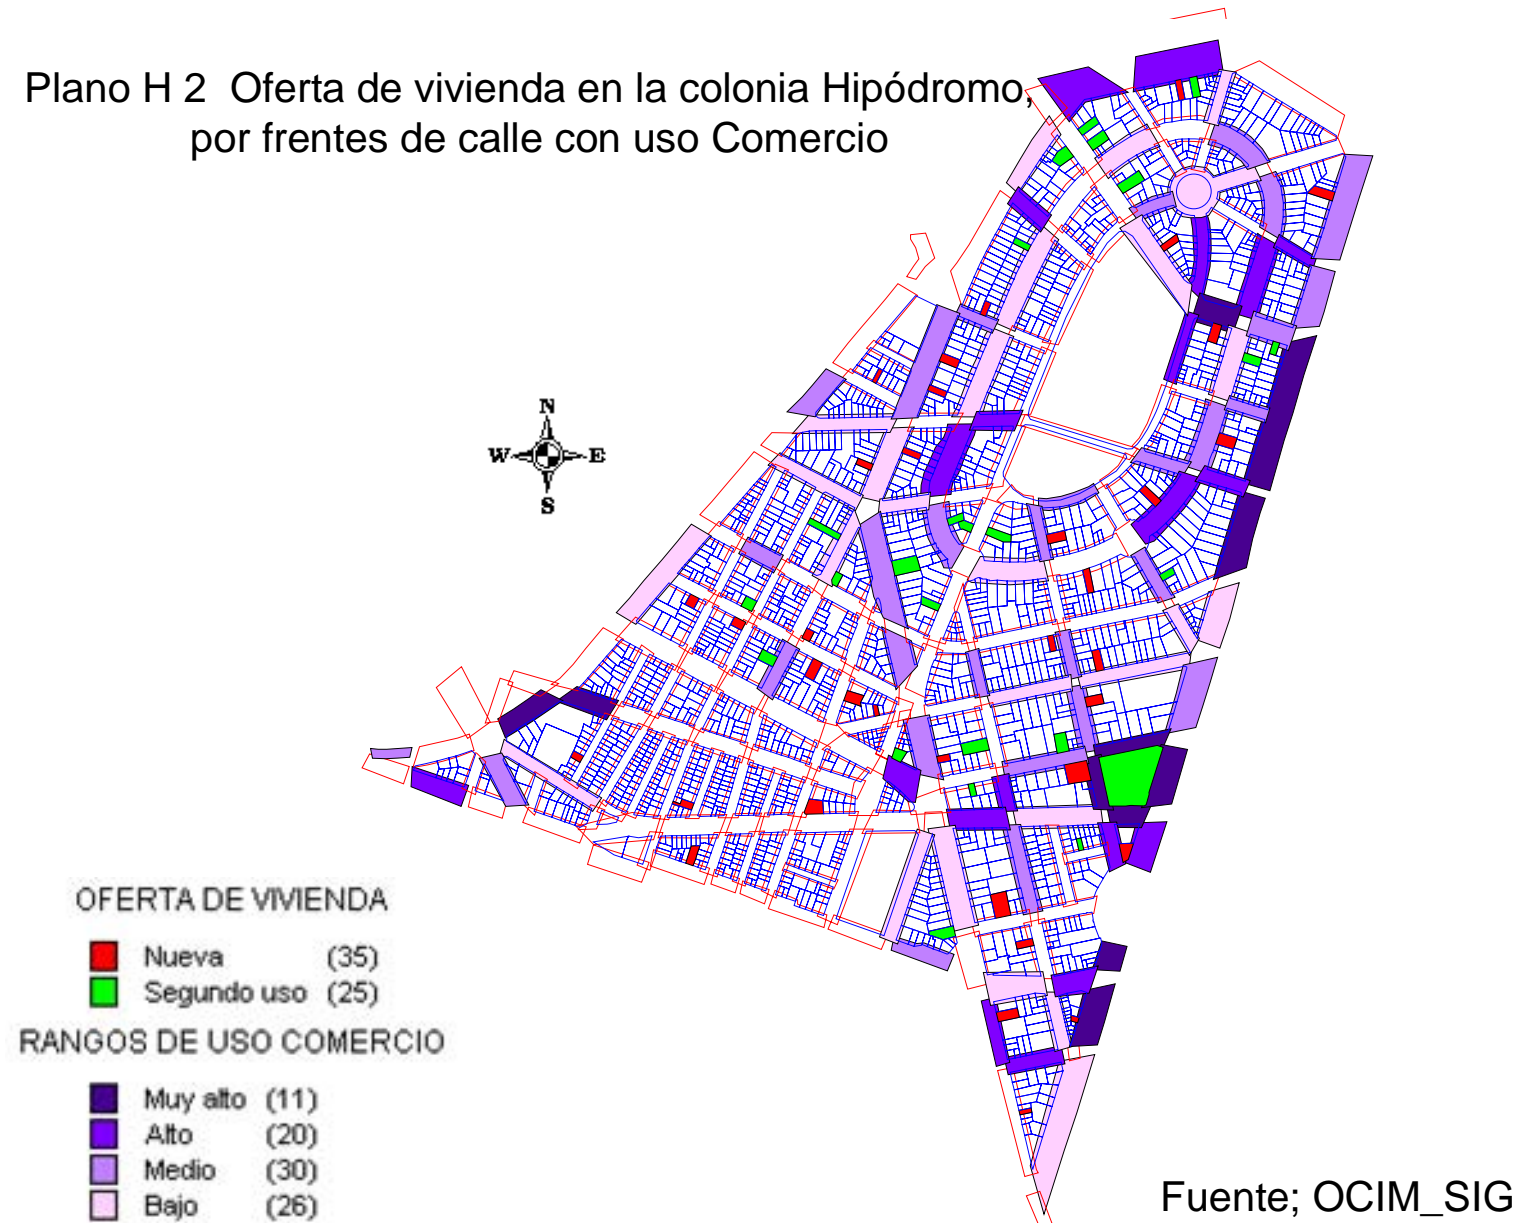 Plano H 2  Oferta de vivienda en la colonia Hipódromo,
por frentes de calle con uso Comercio
N
W E
S
OFERTA DE VIVIENDA
Nueva (35)
Segundo uso (25)
RANGOS DE USO COMERCIO
Muy alto (11)
Alto (20)
Medio (30)
Bajo (26)
Fuente; OCIM_SIG